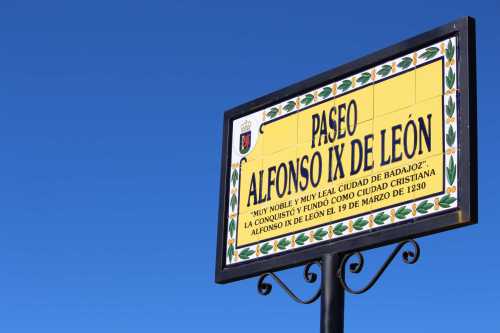 PASEO
ALFONSO IX DE LEÓN
"MUY NOBLE Y MUY LEAL CIUDAD DE BADAJOZ".
LA CONQUISTÓ Y FUNDÓ COMO CIUDAD CRISTIANA
ALFONSO IX DE LEÓN EL 19 DE MARZO DE 1230